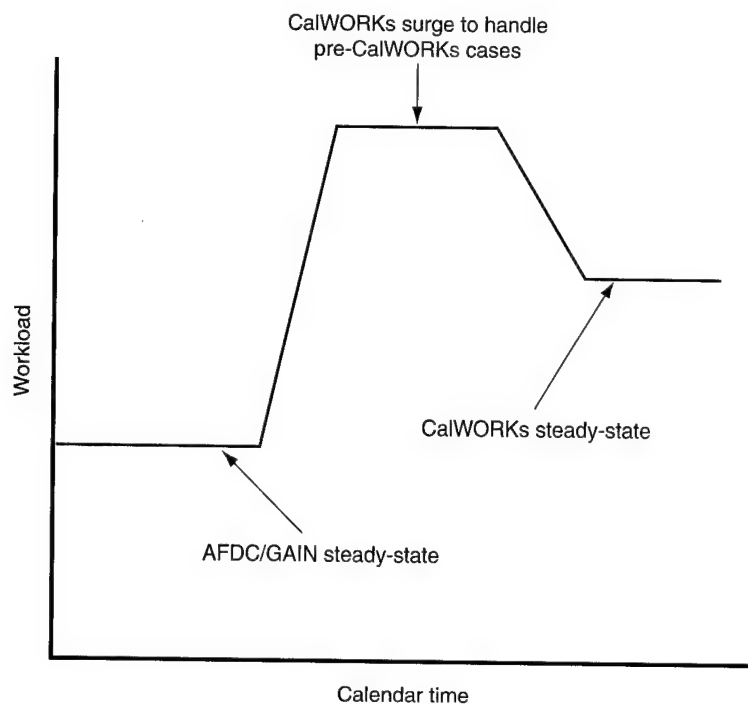 CalWORKs surge to handle
pre-CalWORKs cases
Workload
CalWORKs steady-state
AFDC/GAIN steady-state
Calendar time